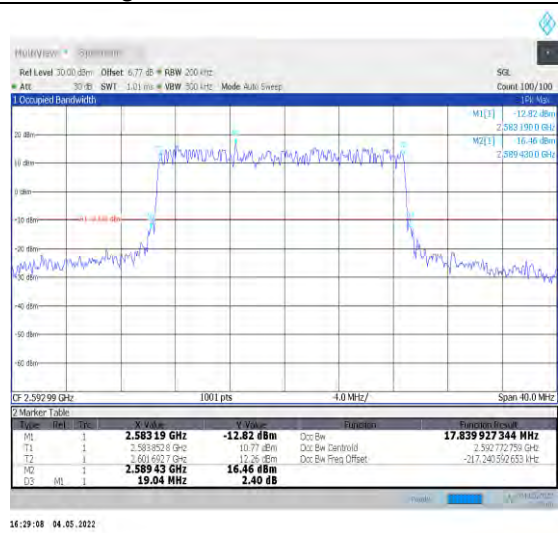 MultiView Spectrum
Ref Level 30.00 dBm Offset 6.77 dB RBW 200 kHz SGL
Att 30 dB SWT 1.01 ms VBW 500 kHz Mode Auto Sweep Count 100/100
1 Occupied Bandwidth 1Pk Max
M1[1] -12.82 dBm
2.583 190 0 GHz
M2[1] 16.46 dBm
2.589 430 0 GHz
20 dBm
10 dBm
0 dBm
-10 dBm
-20 dBm
-30 dBm
-40 dBm
-50 dBm
-60 dBm
CF 2.592 99 GHz 1001 pts 4.0 MHz/ Span 40.0 MHz
2 Marker Table
Type Ref Trc X-Value Y-Value Function Function Result
M1 1 2.583 19 GHz -12.82 dBm Occ Bw 17.839 927 344 MHz
T1 1 2.583 852 8 GHz 10.77 dBm Occ Bw Centroid 2.592 772 759 GHz
T2 1 2.601 692 7 GHz 12.26 dBm Occ Bw Freq Offset -217.240 592 653 kHz
M2 1 2.589 43 GHz 16.46 dBm
D3 M1 1 19.04 MHz 2.40 dB
16:29:08 04.05.2022